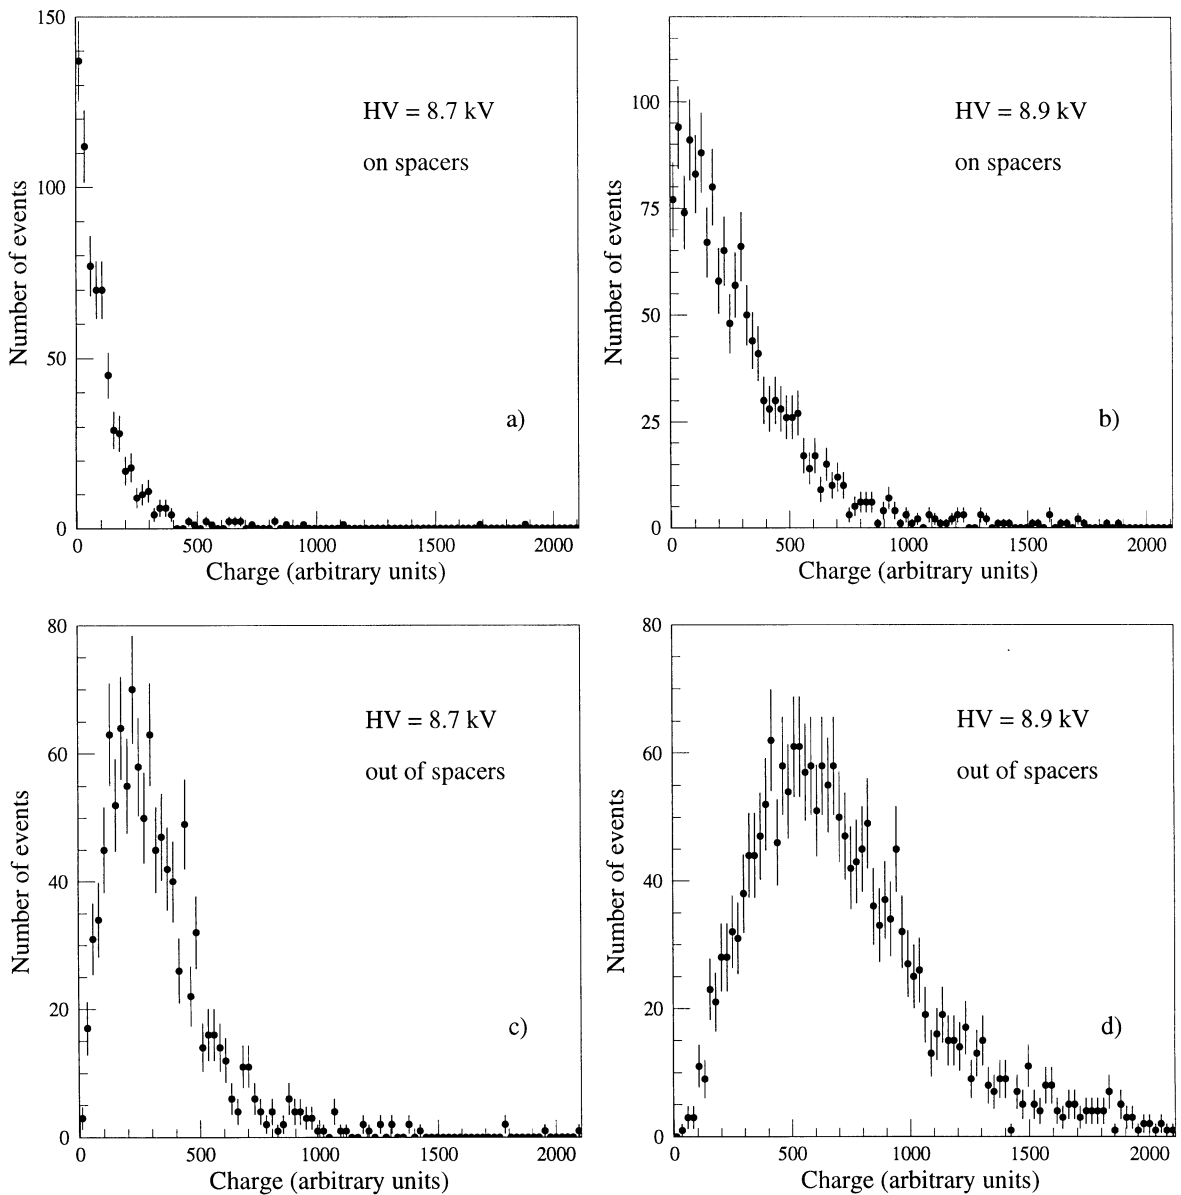 150
100
50
0
0 500 1000 1500 2000
Number of events
Charge (arbitrary units)
HV = 8.7 kV
on spacers
a)
100
75
50
25
0
0 500 1000 1500 2000
Number of events
Charge (arbitrary units)
HV = 8.9 kV
on spacers
b)
80
60
40
20
0
0 500 1000 1500 2000
Number of events
Charge (arbitrary units)
HV = 8.7 kV
out of spacers
c)
80
60
40
20
0
0 500 1000 1500 2000
Number of events
Charge (arbitrary units)
HV = 8.9 kV
out of spacers
d)